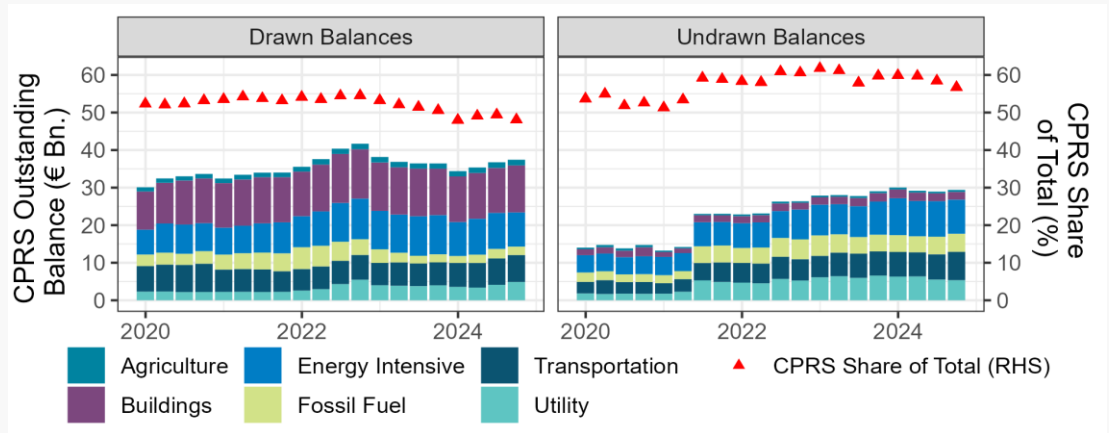 Drawn Balances
Undrawn Balances
CPRS Outstanding
Balance (€ Bn.)
60
50
40
30
20
10
0
60
50
40
30
20
10
0
CPRS Share
of Total (%)
2020
2022
2024
2020
2022
2024
Agriculture
Energy Intensive
Transportation
CPRS Share of Total (RHS)
Buildings
Fossil Fuel
Utility